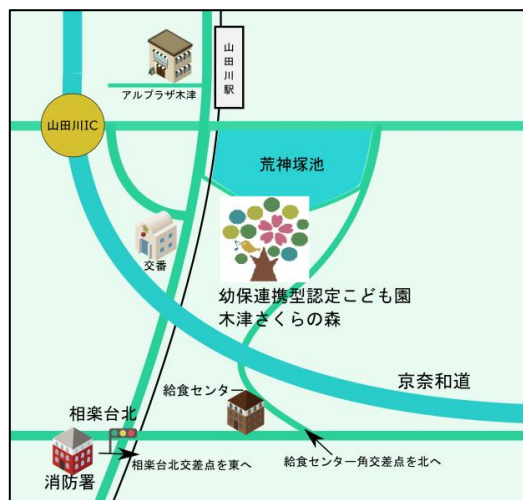 山田川駅
アルプラザ木津
山田川IC
荒神塚池
交番
幼保連携型認定こども園
木津さくらの森
京奈和道
給食センター
相楽台北
消防署
相楽台北交差点を東へ
給食センター角交差点を北へ